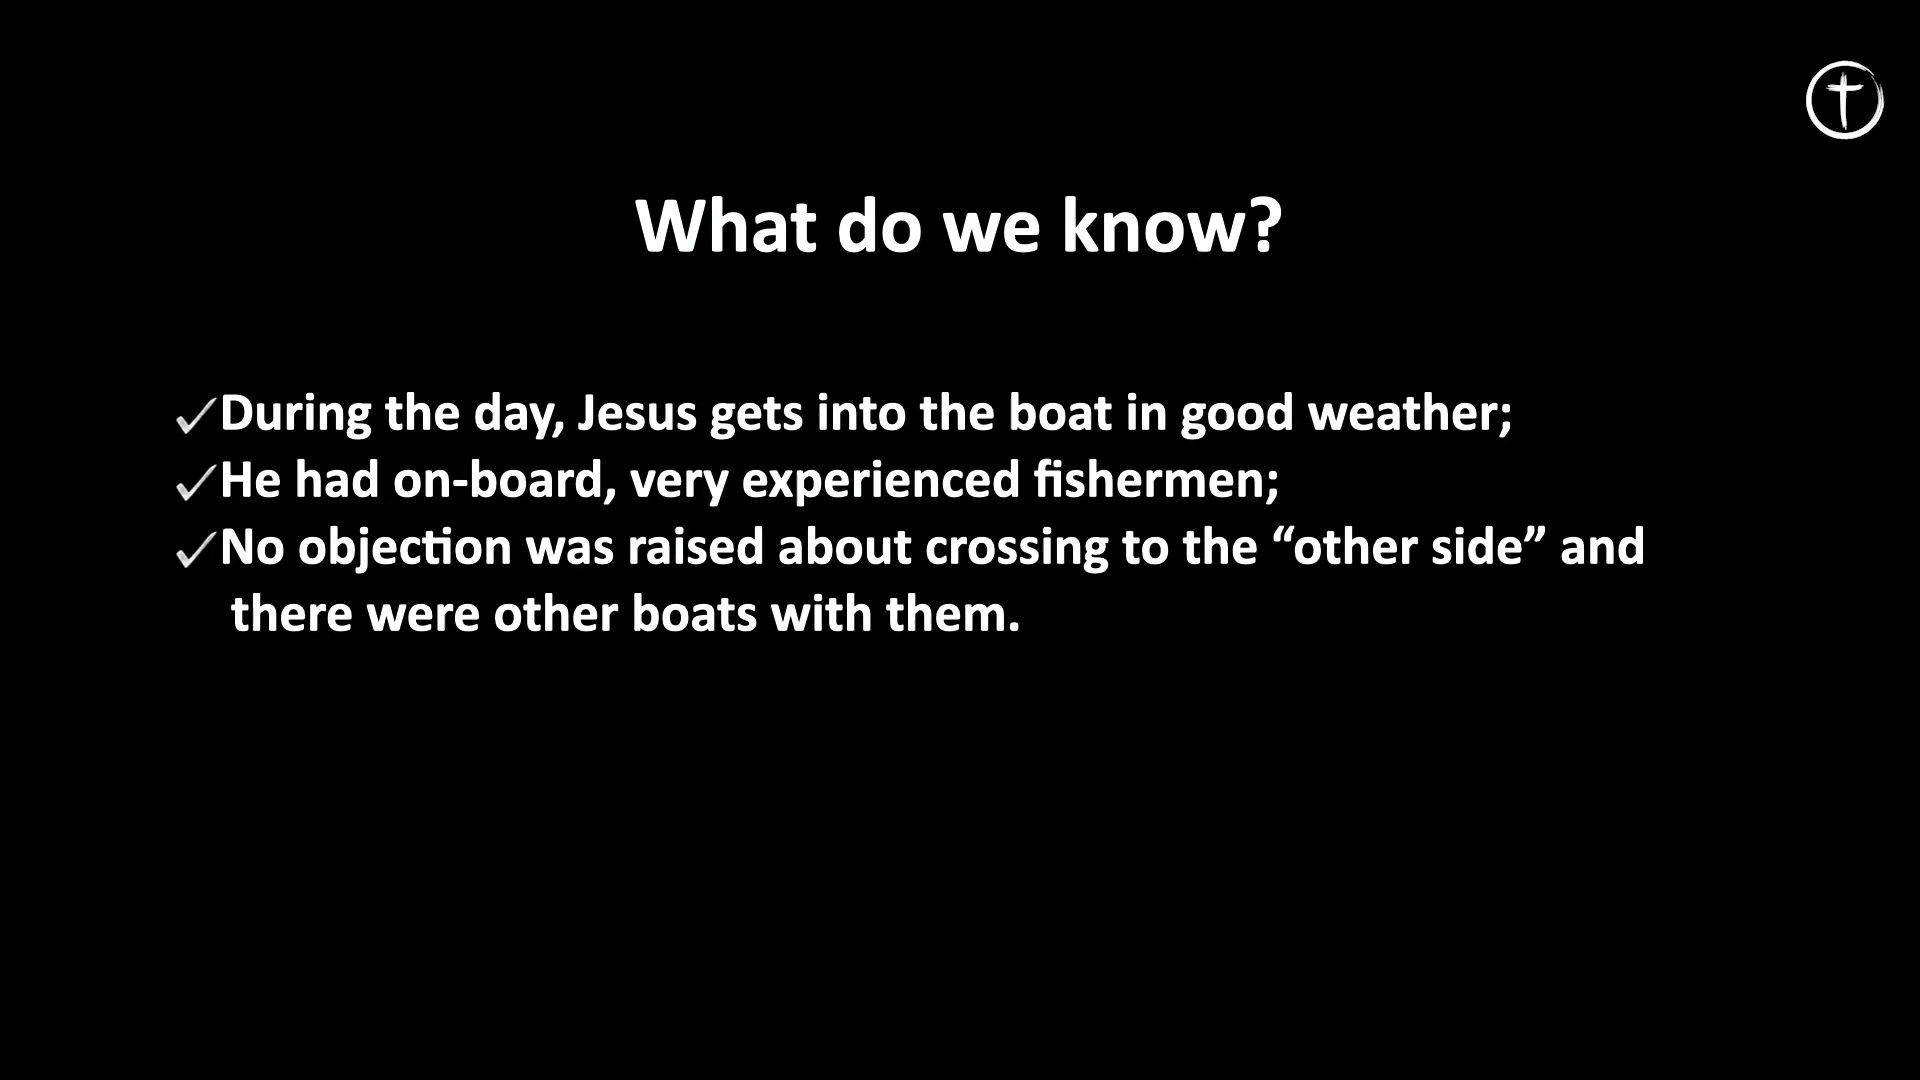 What do we know?
✓During the day, Jesus gets into the boat in good weather;
✓He had on-board, very experienced fishermen;
✓No objection was raised about crossing to the “other side” and
there were other boats with them.